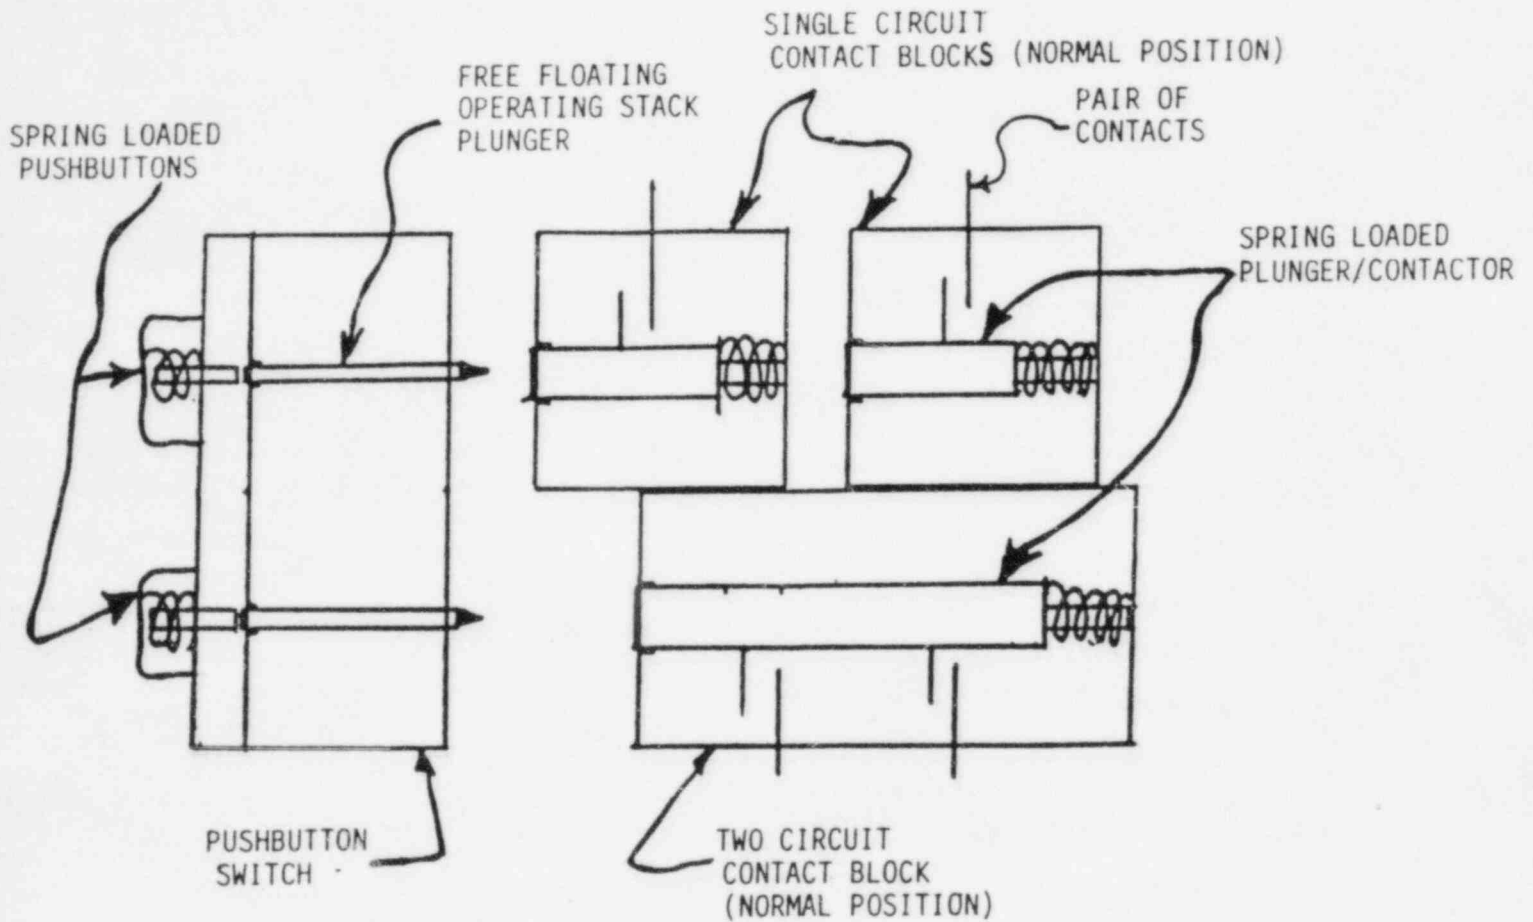 SINGLE CIRCUIT
CONTACT BLOCKS (NORMAL POSITION)
FREE FLOATING
OPERATING STACK
PLUNGER
PAIR OF
CONTACTS
SPRING LOADED
PUSHBUTTONS
SPRING LOADED
PLUNGER/CONTACTOR
PUSHBUTTON
SWITCH
TWO CIRCUIT
CONTACT BLOCK
(NORMAL POSITION)